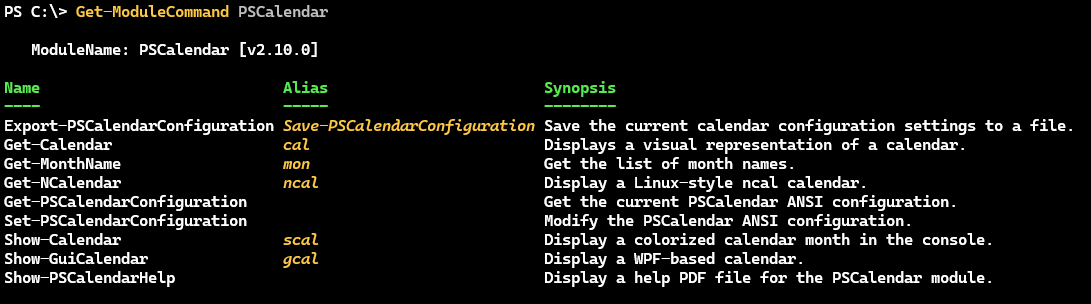 PS C:\> Get-ModuleCommand PSCalendar
ModuleName: PSCalendar [v2.10.0]
Name Alias Synopsis
---- ----- --------
Export-PSCalendarConfiguration Save-PSCalendarConfiguration Save the current calendar configuration settings to a file.
Get-Calendar cal Displays a visual representation of a calendar.
Get-MonthName mon Get the list of month names.
Get-NCalendar ncal Display a Linux-style ncal calendar.
Get-PSCalendarConfiguration Get the current PSCalendar ANSI configuration.
Set-PSCalendarConfiguration Modify the PSCalendar ANSI configuration.
Show-Calendar scal Display a colorized calendar month in the console.
Show-GuiCalendar gcal Display a WPF-based calendar.
Show-PSCalendarHelp Display a help PDF file for the PSCalendar module.